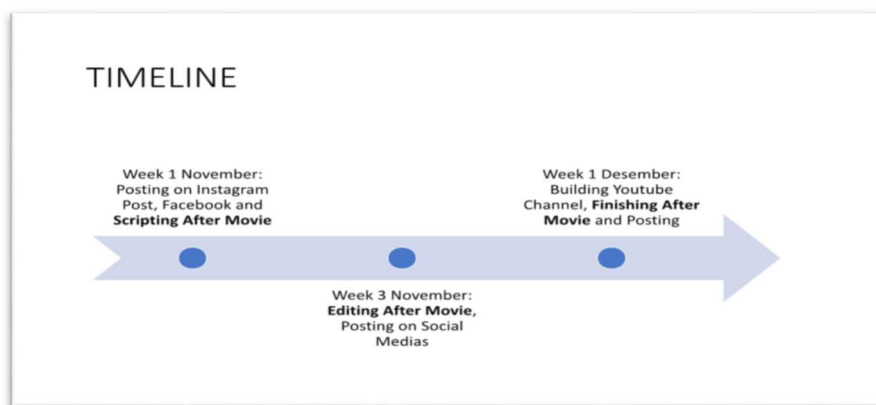 TIMELINE
Week 1 November:
Posting on Instagram
Post, Facebook and
Scripting After Movie
Week 3 November:
Editing After Movie,
Posting on Social
Medias
Week 1 Desember:
Building Youtube
Channel, Finishing After
Movie and Posting